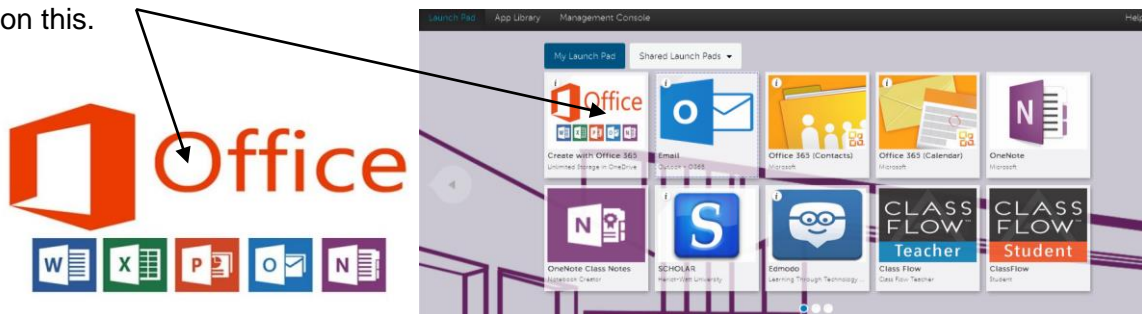 on this.
Office
Launch Pad App Library Management Console Help
My Launch Pad Shared Launch Pads
Office
Create with Office 365
Unlimited Storage in OneDrive
Email
Outlook - O365
Office 365 (Contacts)
Microsoft
Office 365 (Calendar)
Microsoft
OneNote
Microsoft
OneNote Class Notes
Notebook Creator
SCHOLAR
Heriot-Watt University
Edmodo
Learning Through Technology ...
CLASS
FLOW
Teacher
Class Flow
Class Flow Teacher
CLASS
FLOW
Student
ClassFlow
Student